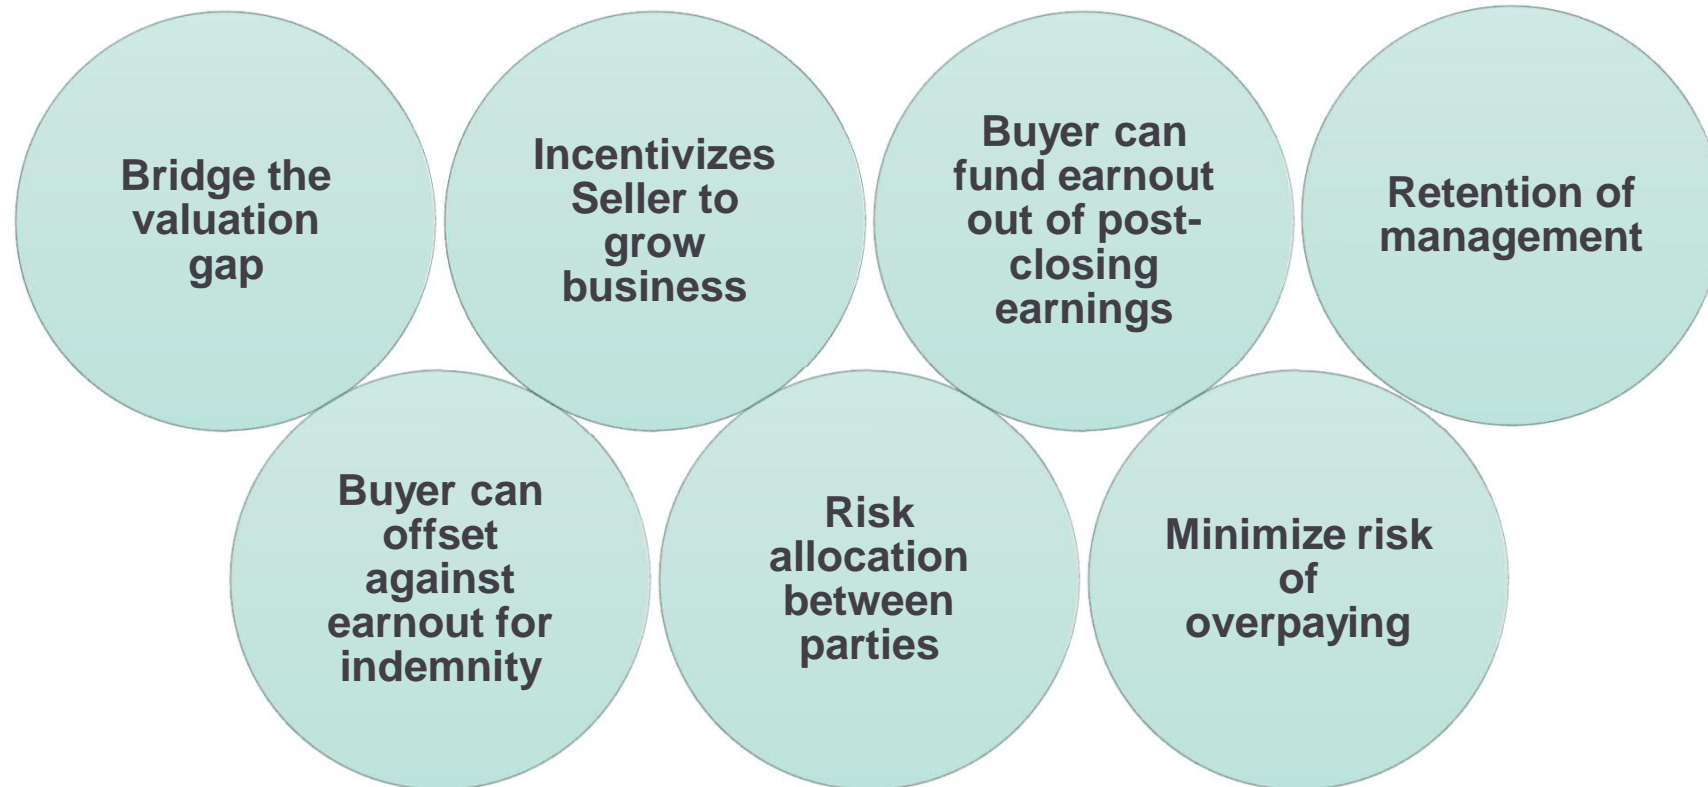 Bridge the
valuation
gap
Incentivizes
Seller to
grow
business
Buyer can
fund earnout
out of post-
closing
earnings
Retention of
management
Buyer can
offset
against
earnout for
indemnity
Risk
allocation
between
parties
Minimize risk
of
overpaying